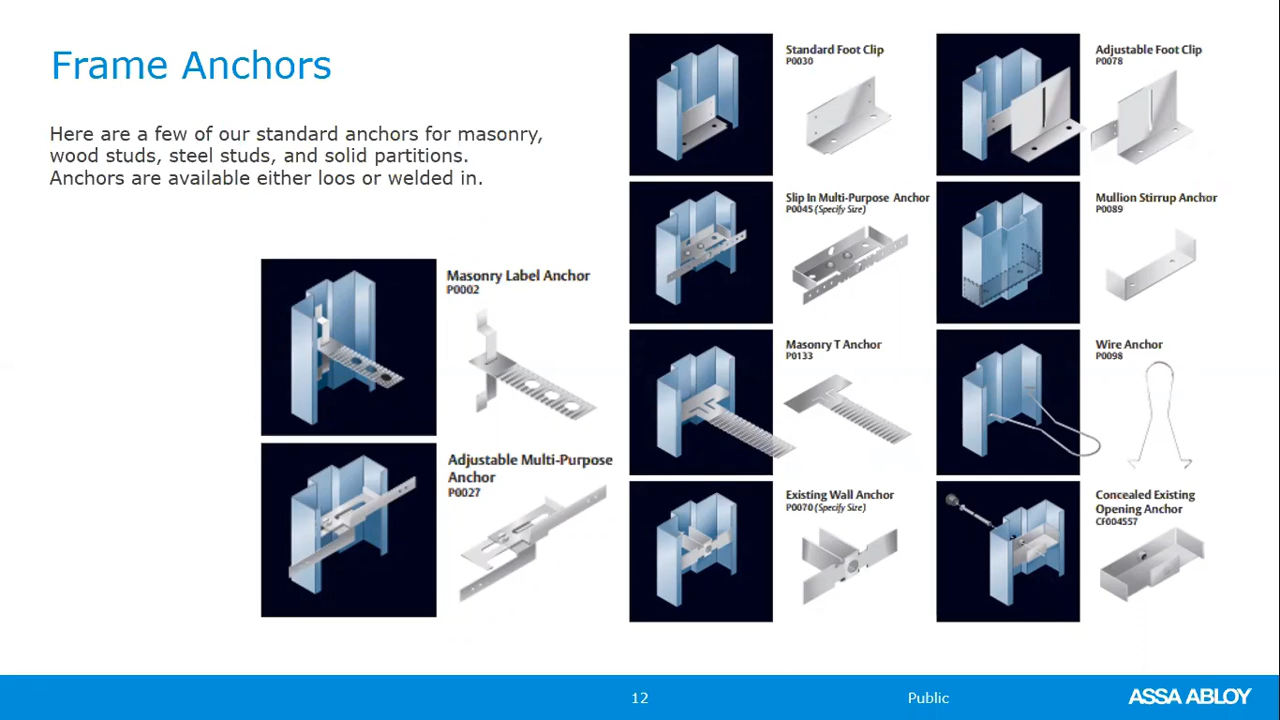 Frame Anchors
Here are a few of our standard anchors for masonry,
wood studs, steel studs, and solid partitions.
Anchors are available either loos or welded in.
Masonry Label Anchor
P0002
Adjustable Multi-Purpose
Anchor
P0027
Standard Foot Clip
P0030
Adjustable Foot Clip
P0078
Slip In Multi-Purpose Anchor
P0045 (Specify Size)
Mullion Stirrup Anchor
P0089
Masonry T Anchor
P0133
Wire Anchor
P0098
Existing Wall Anchor
P0070 (Specify Size)
Concealed Existing
Opening Anchor
CF004557
12
Public
ASSA ABLOY